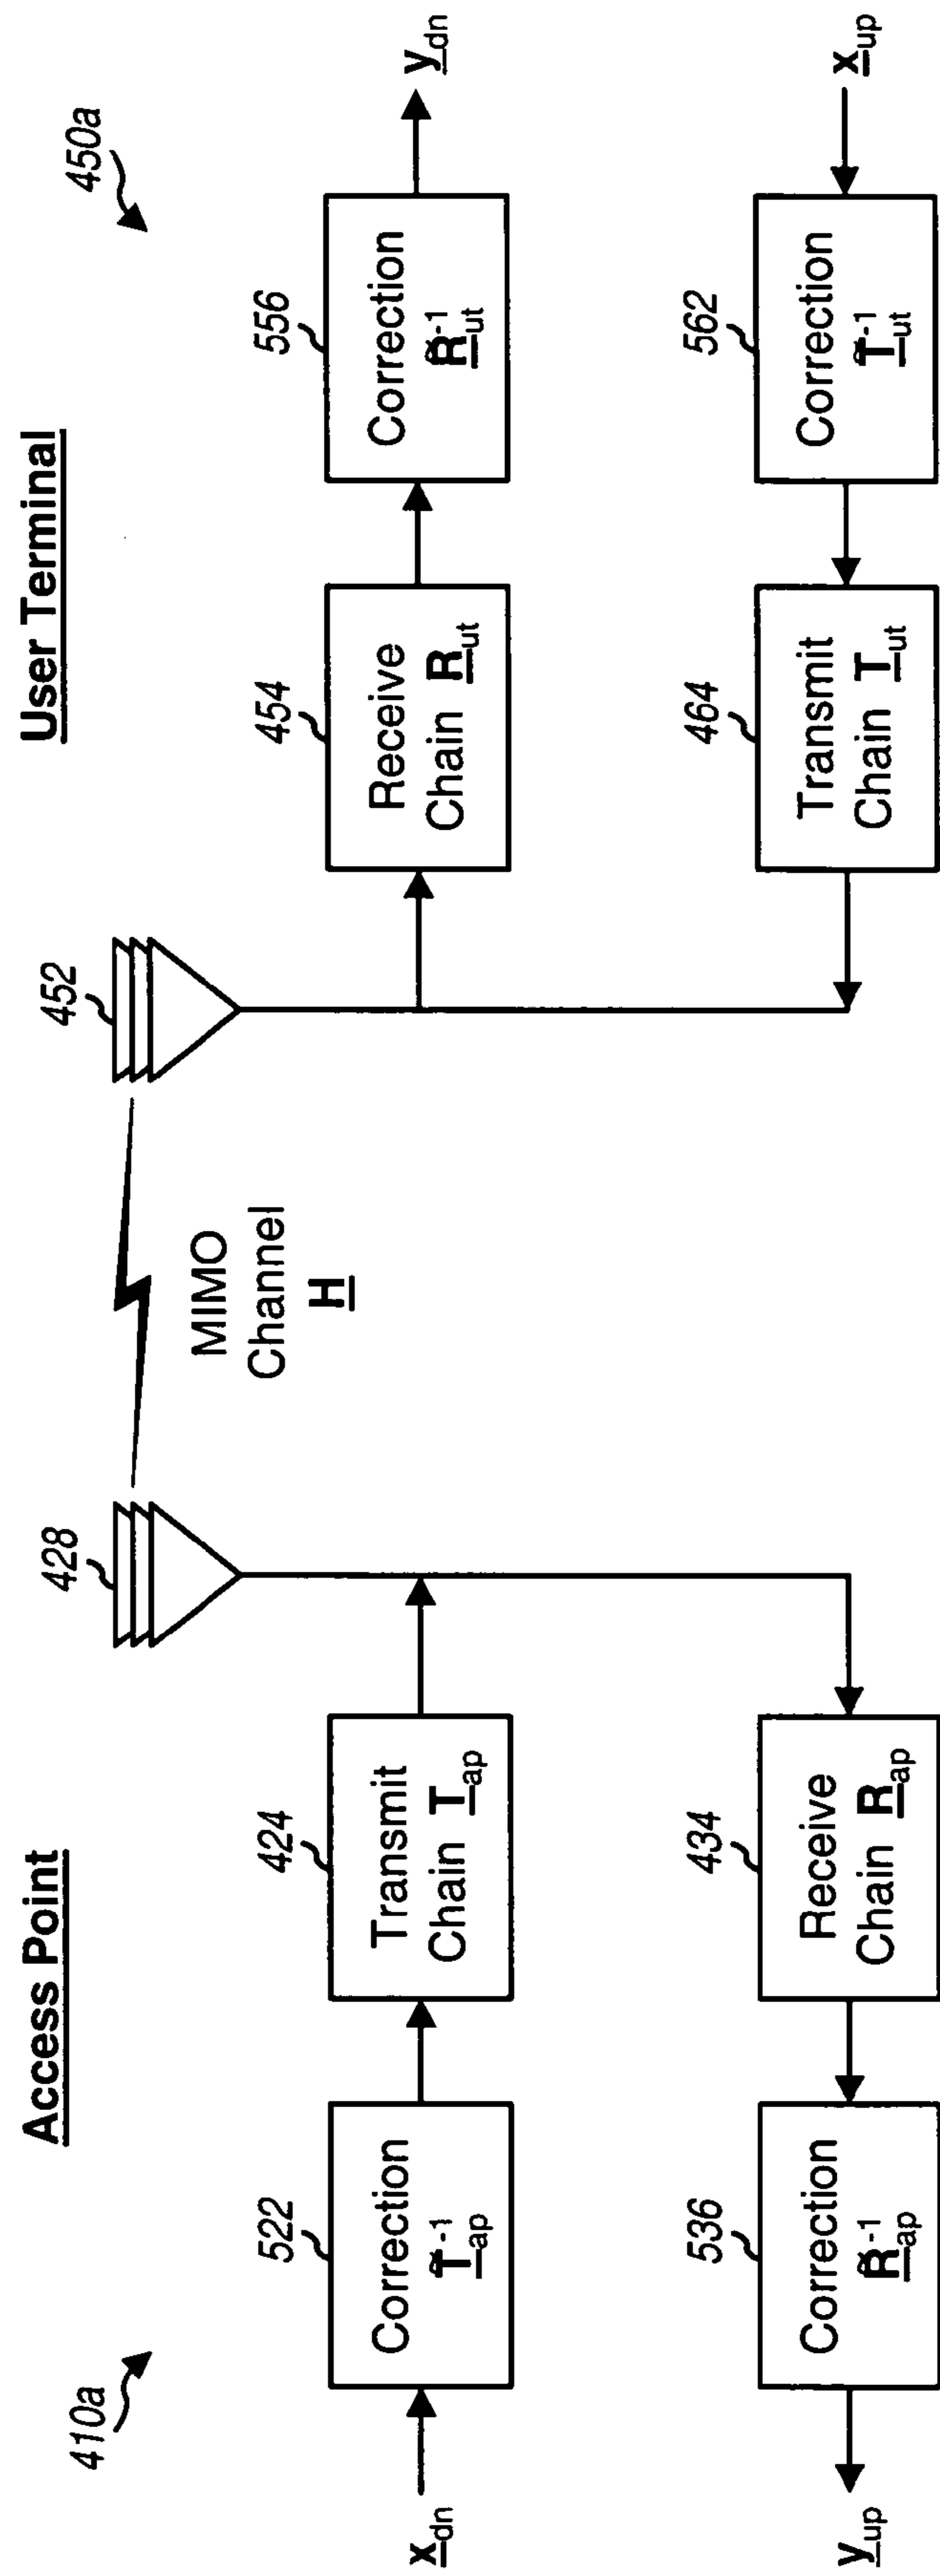 Access Point
User Terminal
410a
450a
428
452
MIMO
Channel
H
x_dn
522
Correction
T̃_ap^-1
424
Transmit
Chain T_ap
454
Receive
Chain R_ut
556
Correction
R̃_ut^-1
y_dn
y_up
536
Correction
R̃_ap^-1
434
Receive
Chain R_ap
464
Transmit
Chain T_ut
562
Correction
T̃_ut^-1
x_up